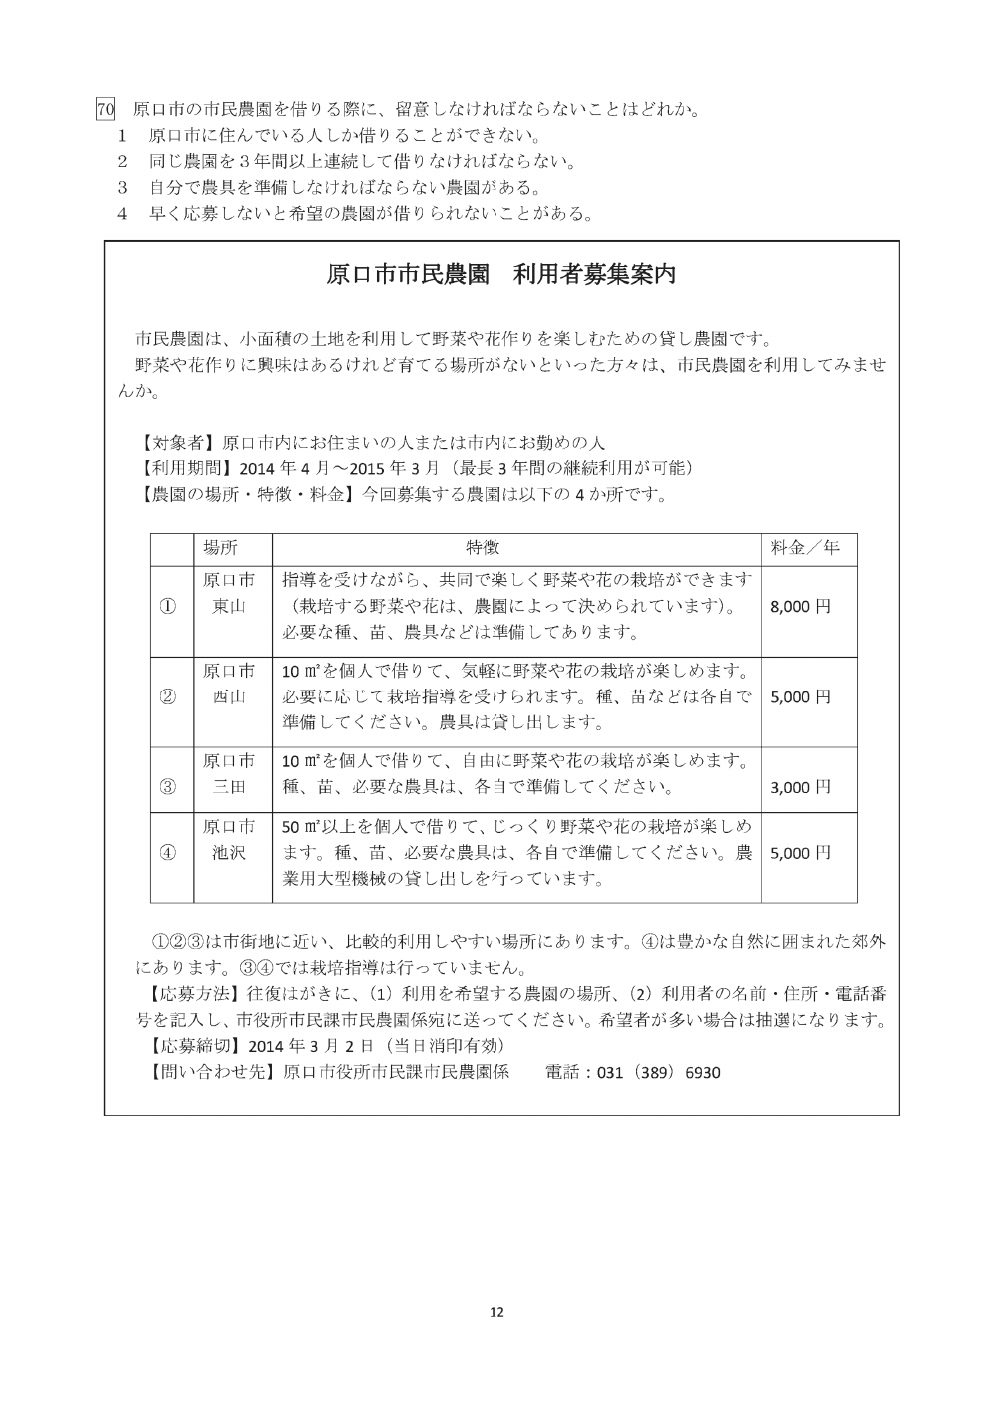 70　原口市の市民農園を借りる際に、留意しなければならないことはどれか。
1　原口市に住んでいる人しか借りることができない。
2　同じ農園を３年間以上連続して借りなければならない。
3　自分で農具を準備しなければならない農園がある。
4　早く応募しないと希望の農園が借りられないことがある。
原口市市民農園　利用者募集案内
市民農園は、小面積の土地を利用して野菜や花作りを楽しむための貸し農園です。
野菜や花作りに興味はあるけれど育てる場所がないといった方々は、市民農園を利用してみませ
んか。
【対象者】原口市内にお住まいの人または市内にお勤めの人
【利用期間】2014 年 4 月～2015 年 3 月（最長 3 年間の継続利用が可能）
【農園の場所・特徴・料金】今回募集する農園は以下の 4 か所です。
場所　特徴　料金／年
原口市　指導を受けながら、共同で楽しく野菜や花の栽培ができます
①　東山　（栽培する野菜や花は、農園によって決められています）。　8,000 円
必要な種、苗、農具などは準備してあります。
原口市　10 ㎡を個人で借りて、気軽に野菜や花の栽培が楽しめます。
②　西山　必要に応じて栽培指導を受けられます。種、苗などは各自で　5,000 円
準備してください。農具は貸し出します。
原口市　10 ㎡を個人で借りて、自由に野菜や花の栽培が楽しめます。
③　三田　種、苗、必要な農具は、各自で準備してください。　3,000 円
原口市　50 ㎡以上を個人で借りて、じっくり野菜や花の栽培が楽しめ
④　池沢　ます。種、苗、必要な農具は、各自で準備してください。農　5,000 円
業用大型機械の貸し出しを行っています。
①②③は市街地に近い、比較的利用しやすい場所にあります。④は豊かな自然に囲まれた郊外
にあります。③④では栽培指導は行っていません。
【応募方法】往復はがきに、（1）利用を希望する農園の場所、（2）利用者の名前・住所・電話番
号を記入し、市役所市民課市民農園係宛に送ってください。希望者が多い場合は抽選になります。
【応募締切】2014 年 3 月 2 日（当日消印有効）
【問い合わせ先】原口市役所市民課市民農園係　　電話：031（389）6930
12